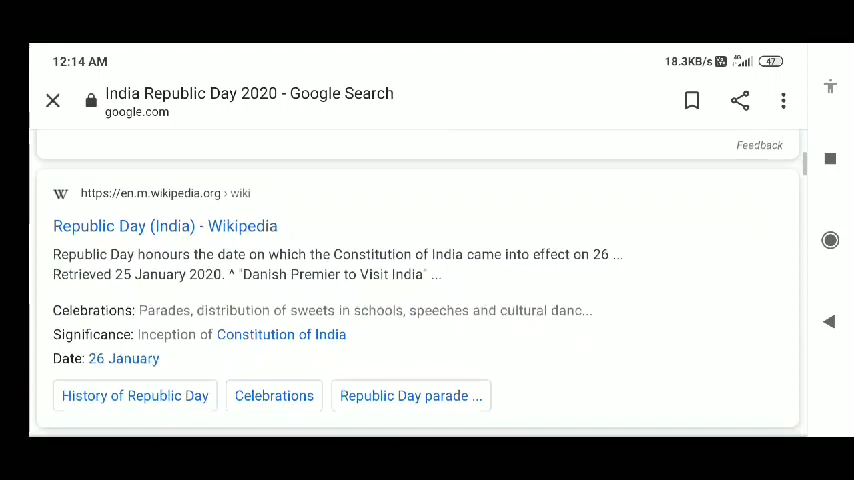 12:14 AM 18.3KB/s 4G 47
India Republic Day 2020 - Google Search
google.com
Feedback
W https://en.m.wikipedia.org › wiki
Republic Day (India) - Wikipedia
Republic Day honours the date on which the Constitution of India came into effect on 26 ...
Retrieved 25 January 2020. ^ "Danish Premier to Visit India" ...
Celebrations: Parades, distribution of sweets in schools, speeches and cultural danc...
Significance: Inception of Constitution of India
Date: 26 January
History of Republic Day Celebrations Republic Day parade ...